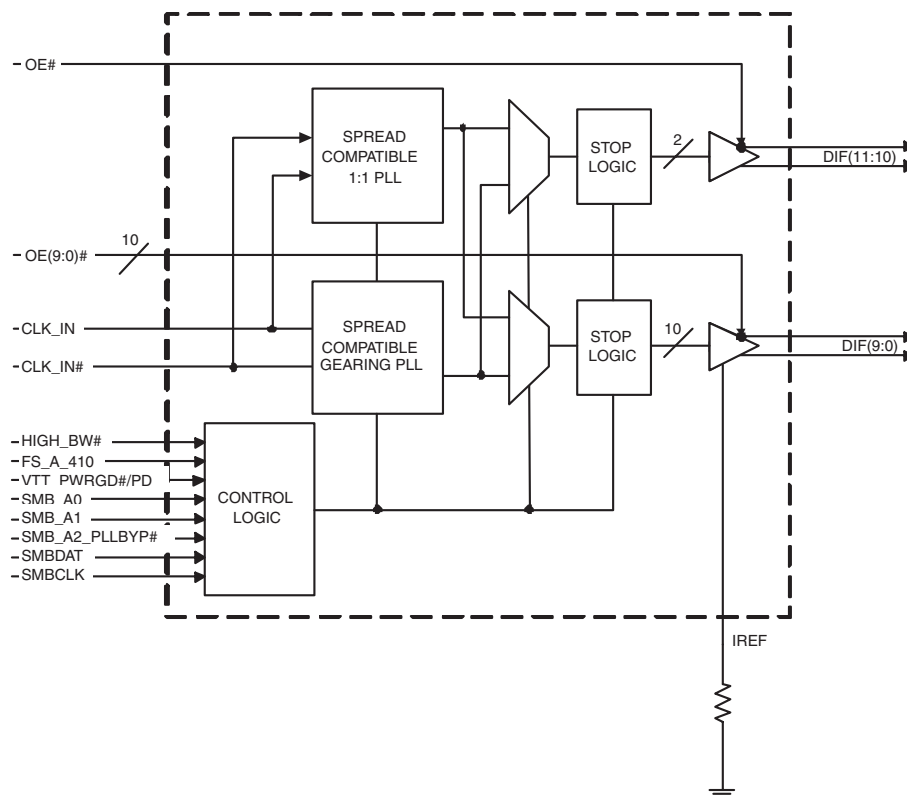 OE#
SPREAD
COMPATIBLE
1:1 PLL
STOP
LOGIC
2
DIF(11:10)
10
OE(9:0)#
CLK_IN
CLK_IN#
SPREAD
COMPATIBLE
GEARING PLL
STOP
LOGIC
10
DIF(9:0)
HIGH_BW#
FS_A_410
VTT_PWRGD#/PD
SMB_A0
SMB_A1
SMB_A2_PLLBYP#
SMBDAT
SMBCLK
CONTROL
LOGIC
IREF